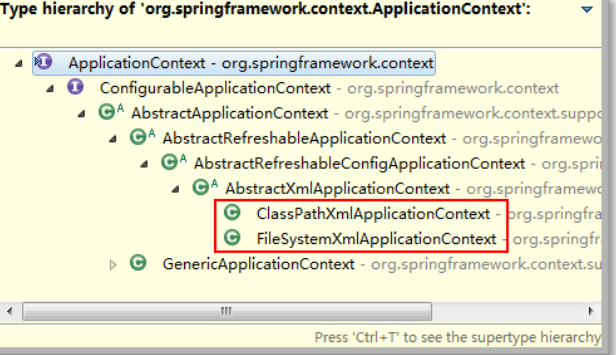 Type hierarchy of 'org.springframework.context.ApplicationContext':
ApplicationContext - org.springframework.context
ConfigurableApplicationContext - org.springframework.context
AbstractApplicationContext - org.springframework.context.suppo
AbstractRefreshableApplicationContext - org.springframewo
AbstractRefreshableConfigApplicationContext - org.sprin
AbstractXmlApplicationContext - org.springframewo
ClassPathXmlApplicationContext - org.springfra
FileSystemXmlApplicationContext - org.springfr
GenericApplicationContext - org.springframework.context.su
Press 'Ctrl+T' to see the supertype hierarchy